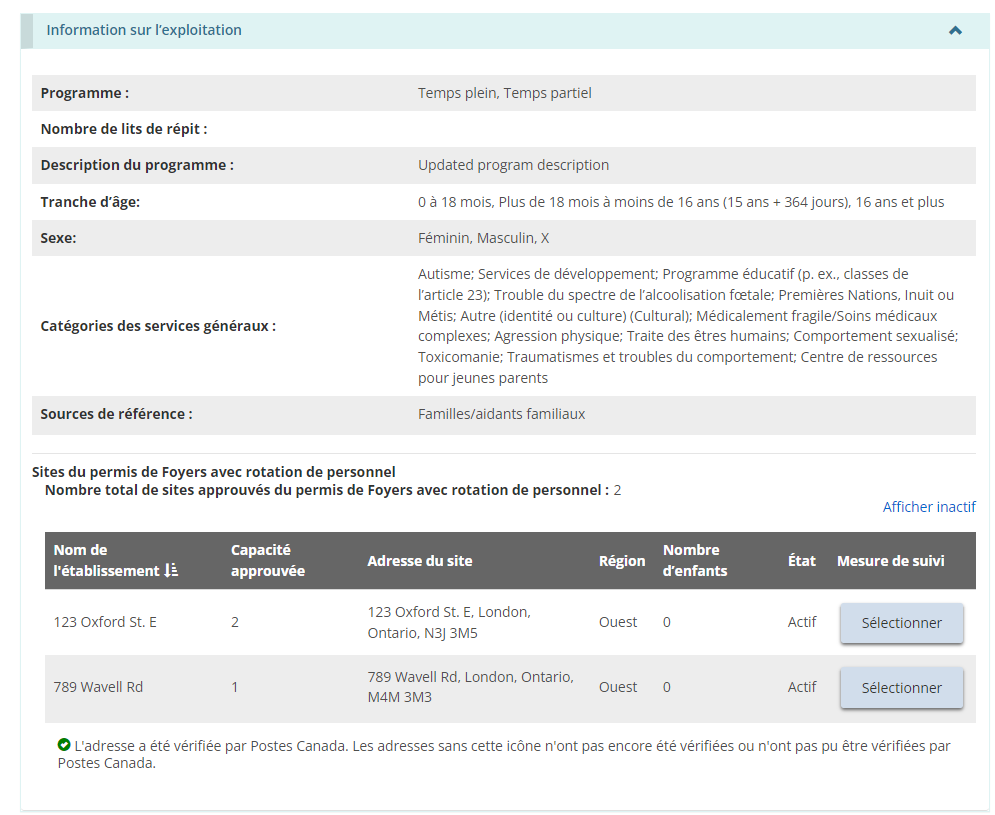 Information sur l’exploitation
Programme : Temps plein, Temps partiel
Nombre de lits de répit :
Description du programme : Updated program description
Tranche d’âge: 0 à 18 mois, Plus de 18 mois à moins de 16 ans (15 ans + 364 jours), 16 ans et plus
Sexe: Féminin, Masculin, X
Catégories des services généraux :
Autisme; Services de développement; Programme éducatif (p. ex., classes de
l’article 23); Trouble du spectre de l’alcoolisation fœtale; Premières Nations, Inuit ou
Métis; Autre (identité ou culture) (Cultural); Médicalement fragile/Soins médicaux
complexes; Agression physique; Traite des êtres humains; Comportement sexualisé;
Toxicomanie; Traumatismes et troubles du comportement; Centre de ressources
pour jeunes parents
Sources de référence : Familles/aidants familiaux
Sites du permis de Foyers avec rotation de personnel
Nombre total de sites approuvés du permis de Foyers avec rotation de personnel : 2
Afficher inactif
Nom de
l'établissement
Capacité
approuvée
Adresse du site
Région
Nombre
d’enfants
État
Mesure de suivi
123 Oxford St. E
2
123 Oxford St. E, London,
Ontario, N3J 3M5
Ouest
0
Actif
Sélectionner
789 Wavell Rd
1
789 Wavell Rd, London, Ontario,
M4M 3M3
Ouest
0
Actif
Sélectionner
L'adresse a été vérifiée par Postes Canada. Les adresses sans cette icône n'ont pas encore été vérifiées ou n'ont pas pu être vérifiées par
Postes Canada.